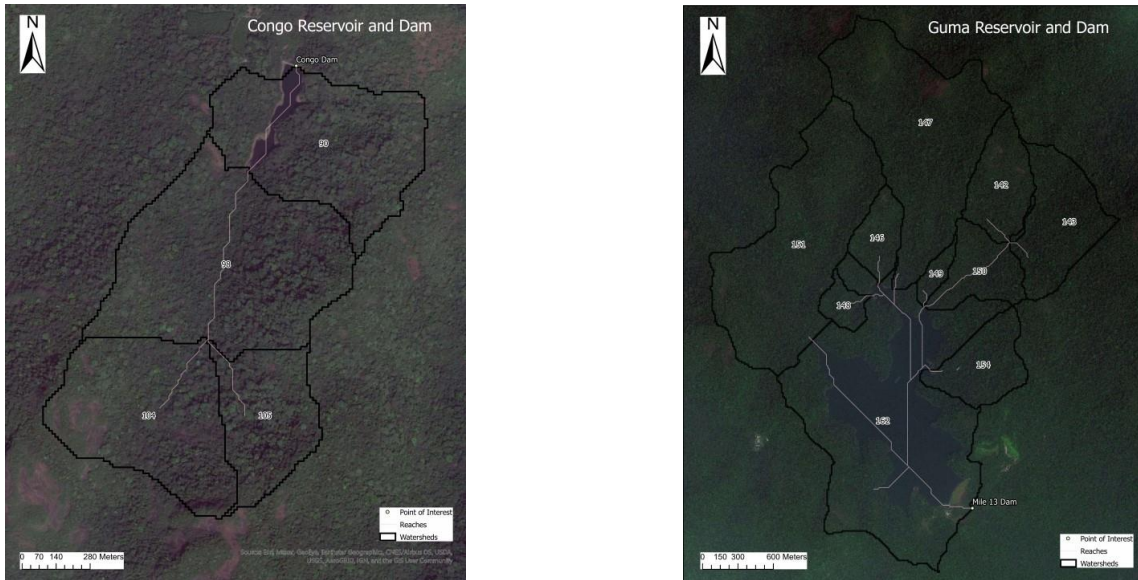 Congo Reservoir and Dam
N
Congo Dam
90
93
104
105
Point of Interest
Reaches
Watersheds
0 70 140 280 Meters
Guma Reservoir and Dam
N
147
142
143
151
146
149
150
148
154
162
Mile 13 Dam
Point of Interest
Reaches
Watersheds
0 150 300 600 Meters